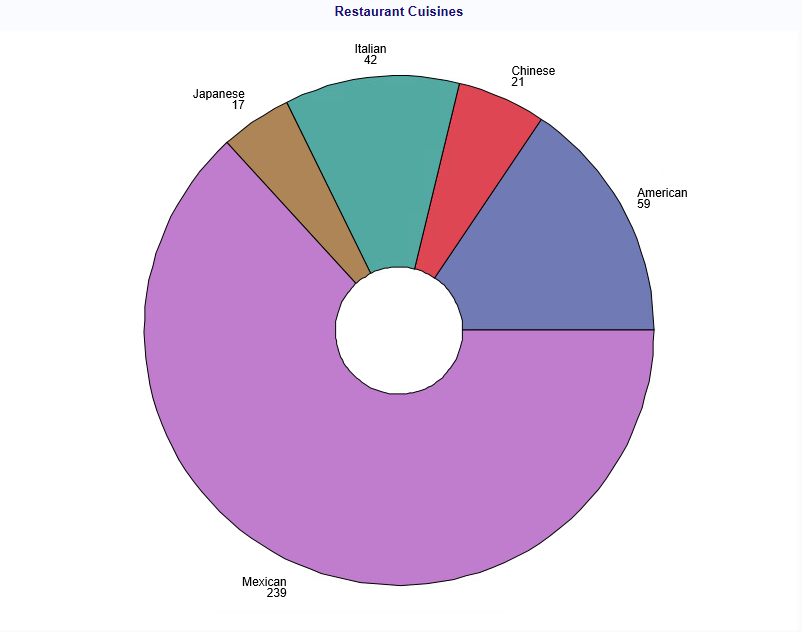 Restaurant Cuisines
Italian
42
Chinese
21
Japanese
17
American
59
Mexican
239